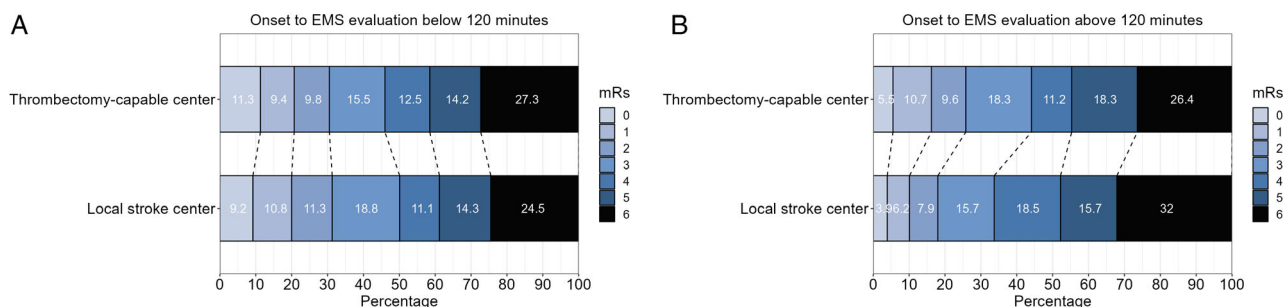 A
Onset to EMS evaluation below 120 minutes
Thrombectomy-capable center
11.3 9.4 9.8 15.5 12.5 14.2 27.3
Local stroke center
9.2 10.8 11.3 18.8 11.1 14.3 24.5
0 10 20 30 40 50 60 70 80 90 100
Percentage
mRs
0
1
2
3
4
5
6
B
Onset to EMS evaluation above 120 minutes
Thrombectomy-capable center
5.5 10.7 9.6 18.3 11.2 18.3 26.4
Local stroke center
3.9 6.2 7.9 15.7 18.5 15.7 32
0 10 20 30 40 50 60 70 80 90 100
Percentage
mRs
0
1
2
3
4
5
6